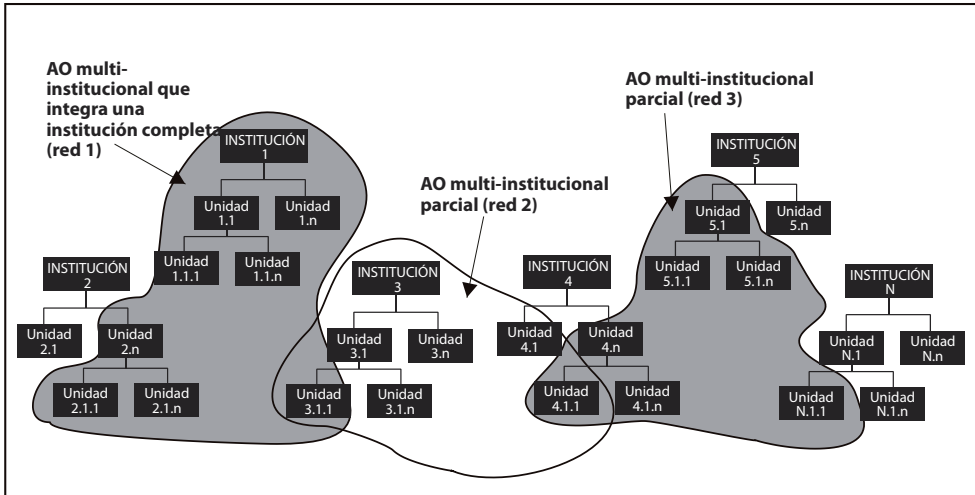 AO multi-
institucional que
integra una
institución completa
(red 1)
AO multi-institucional
parcial (red 3)
AO multi-institucional
parcial (red 2)
INSTITUCIÓN
1
Unidad
1.1
Unidad
1.n
Unidad
1.1.1
Unidad
1.1.n
INSTITUCIÓN
2
Unidad
2.1
Unidad
2.n
Unidad
2.1.1
Unidad
2.1.n
INSTITUCIÓN
3
Unidad
3.1
Unidad
3.n
Unidad
3.1.1
Unidad
3.1.n
INSTITUCIÓN
4
Unidad
4.1
Unidad
4.n
Unidad
4.1.1
Unidad
4.1.n
INSTITUCIÓN
5
Unidad
5.1
Unidad
5.n
Unidad
5.1.1
Unidad
5.1.n
INSTITUCIÓN
N
Unidad
N.1
Unidad
N.n
Unidad
N.1.1
Unidad
N.1.n